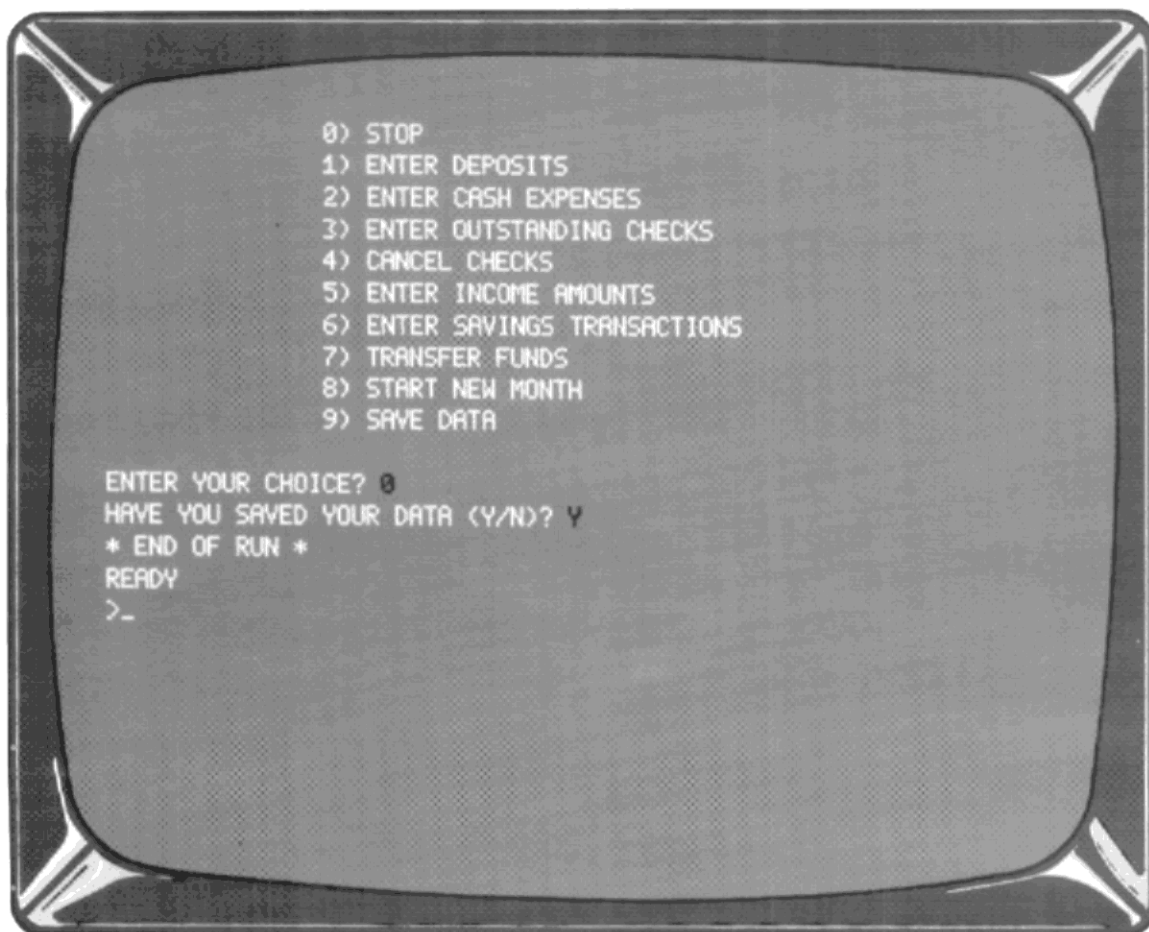 0) STOP
1) ENTER DEPOSITS
2) ENTER CASH EXPENSES
3) ENTER OUTSTANDING CHECKS
4) CANCEL CHECKS
5) ENTER INCOME AMOUNTS
6) ENTER SAVINGS TRANSACTIONS
7) TRANSFER FUNDS
8) START NEW MONTH
9) SAVE DATA
ENTER YOUR CHOICE? 0
HAVE YOU SAVED YOUR DATA (Y/N)? Y
* END OF RUN *
READY
>_